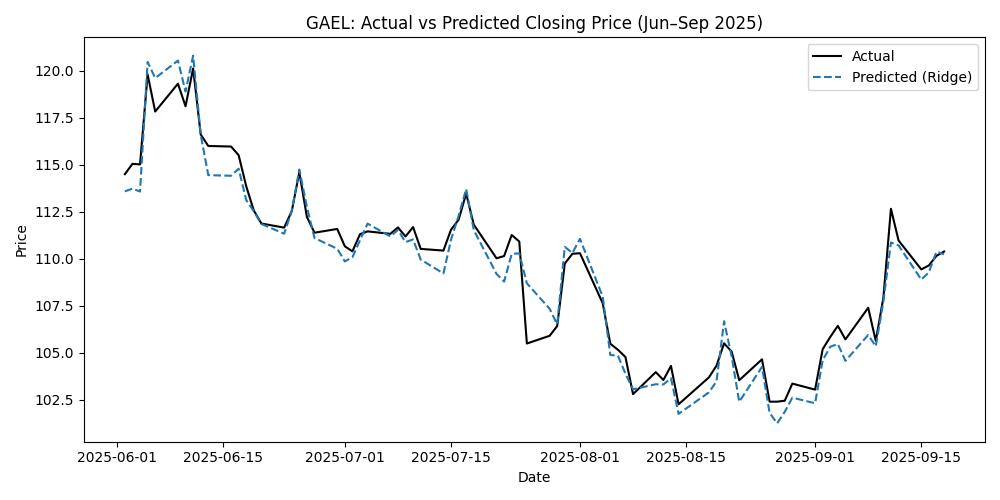 GAEL: Actual vs Predicted Closing Price (Jun–Sep 2025)
Actual
Predicted (Ridge)
Price
120.0
117.5
115.0
112.5
110.0
107.5
105.0
102.5
2025-06-01 2025-06-15 2025-07-01 2025-07-15 2025-08-01 2025-08-15 2025-09-01 2025-09-15
Date